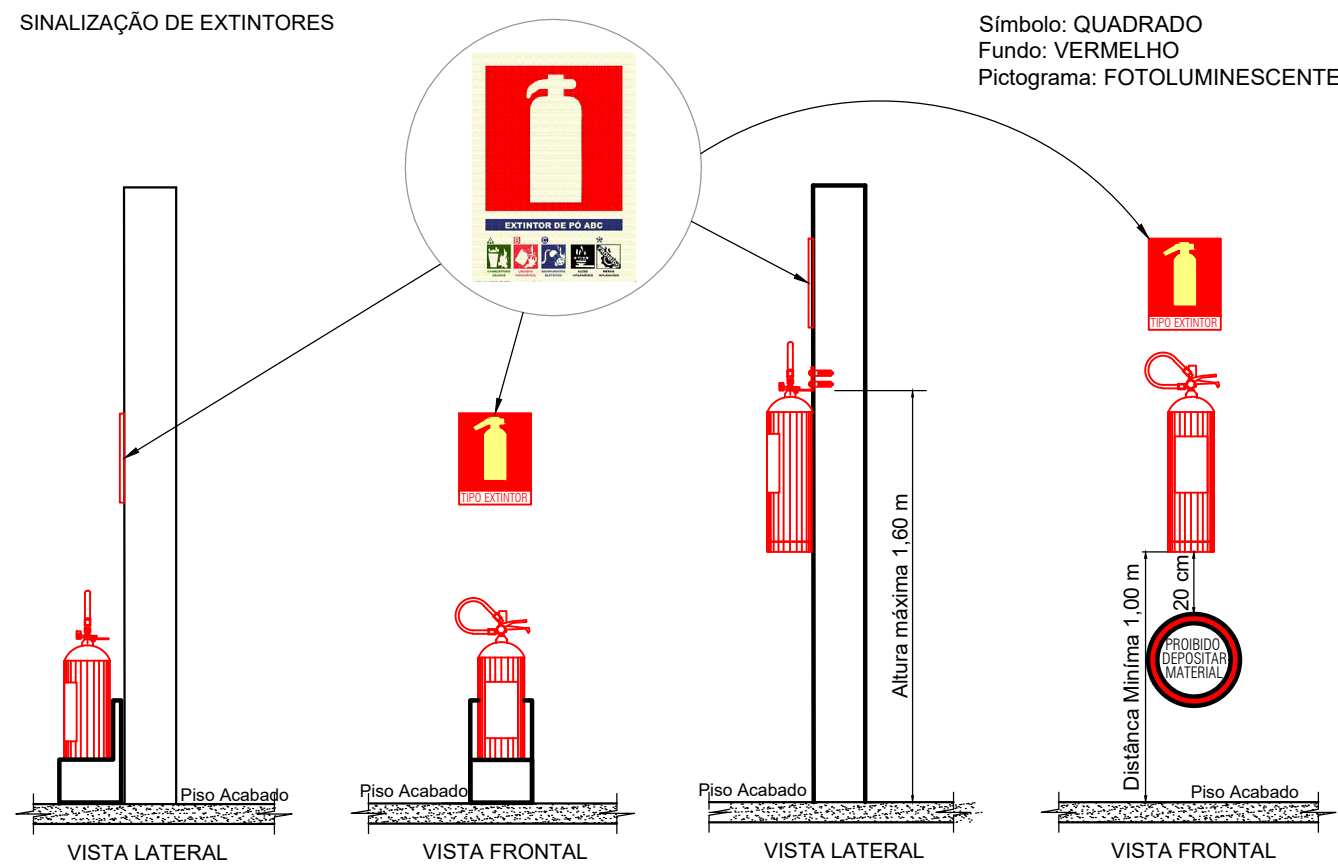 SINALIZAÇÃO DE EXTINTORES
Símbolo: QUADRADO
Fundo: VERMELHO
Pictograma: FOTOLUMINESCENTE
EXTINTOR DE PÓ ABC
TIPO EXTINTOR
TIPO EXTINTOR
Altura máxima 1,60 m
Distânca Miníma 1,00 m
20 cm
PROIBIDO
DEPOSITAR
MATERIAL
Piso Acabado
Piso Acabado
Piso Acabado
Piso Acabado
VISTA LATERAL
VISTA FRONTAL
VISTA LATERAL
VISTA FRONTAL